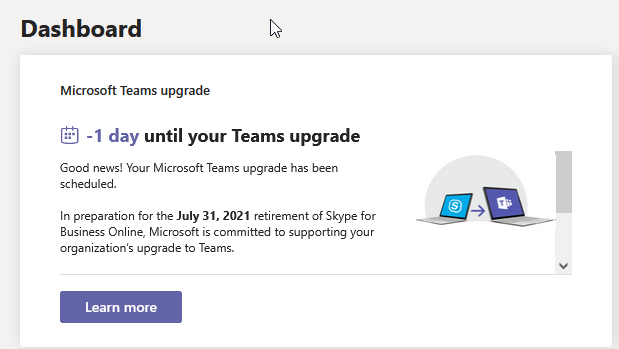 Dashboard
Microsoft Teams upgrade
-1 day until your Teams upgrade
Good news! Your Microsoft Teams upgrade has been
scheduled.
In preparation for the July 31, 2021 retirement of Skype for
Business Online, Microsoft is committed to supporting your
organization's upgrade to Teams.
Learn more